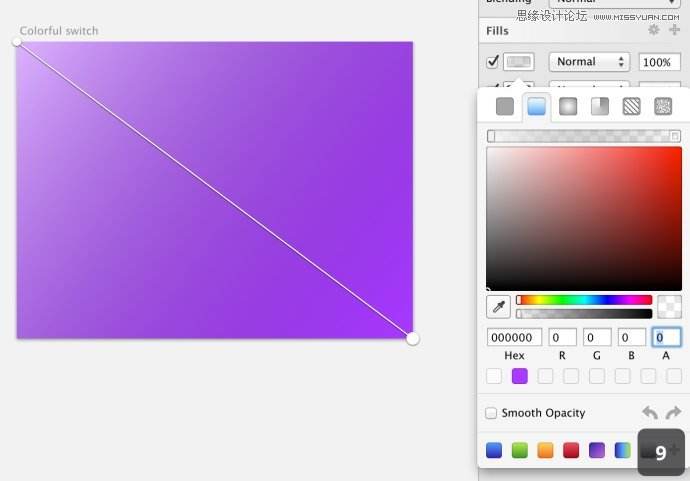 Blending
Normal
思缘设计论坛 WWW.MISSYUAN.COM
Colorful switch
Fills
Normal
100%
000000 0 0 0 0
Hex R G B A
Smooth Opacity
9